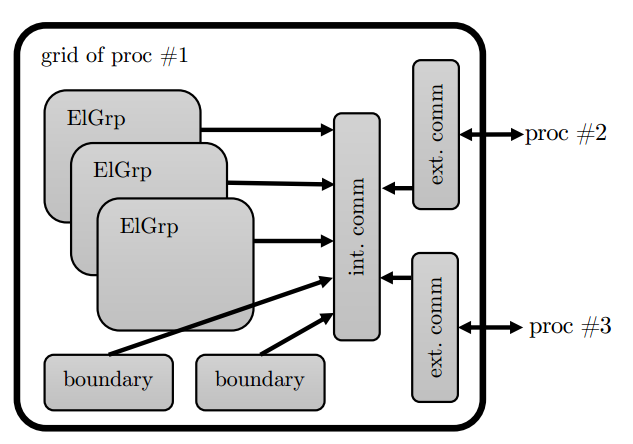 grid of proc #1
ElGrp
ElGrp
ElGrp
int. comm
ext. comm
proc #2
ext. comm
proc #3
boundary
boundary